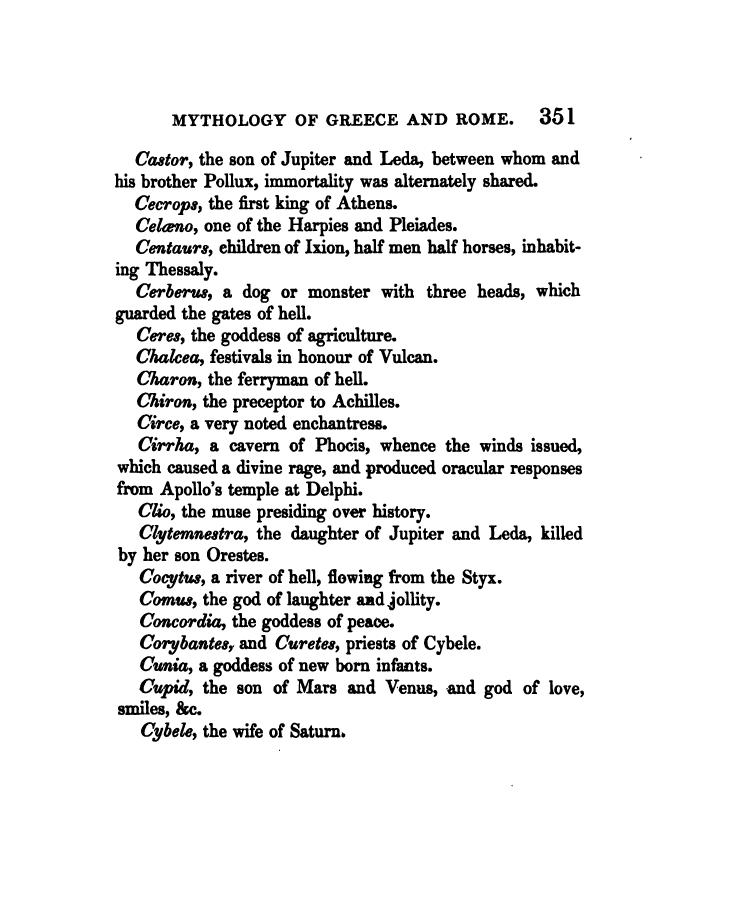 MYTHOLOGY OF GREECE AND ROME. 351
Castor, the son of Jupiter and Leda, between whom and
his brother Pollux, immortality was alternately shared.
Cecrops, the first king of Athens.
Celæno, one of the Harpies and Pleiades.
Centaurs, children of Ixion, half men half horses, inhabit-
ing Thessaly.
Cerberus, a dog or monster with three heads, which
guarded the gates of hell.
Ceres, the goddess of agriculture.
Chalcea, festivals in honour of Vulcan.
Charon, the ferryman of hell.
Chiron, the preceptor to Achilles.
Circe, a very noted enchantress.
Cirrha, a cavern of Phocis, whence the winds issued,
which caused a divine rage, and produced oracular responses
from Apollo's temple at Delphi.
Clio, the muse presiding over history.
Clytemnestra, the daughter of Jupiter and Leda, killed
by her son Orestes.
Cocytus, a river of hell, flowing from the Styx.
Comus, the god of laughter and jollity.
Concordia, the goddess of peace.
Corybantes, and Curetes, priests of Cybele.
Cunia, a goddess of new born infants.
Cupid, the son of Mars and Venus, and god of love,
smiles, &c.
Cybele, the wife of Saturn.